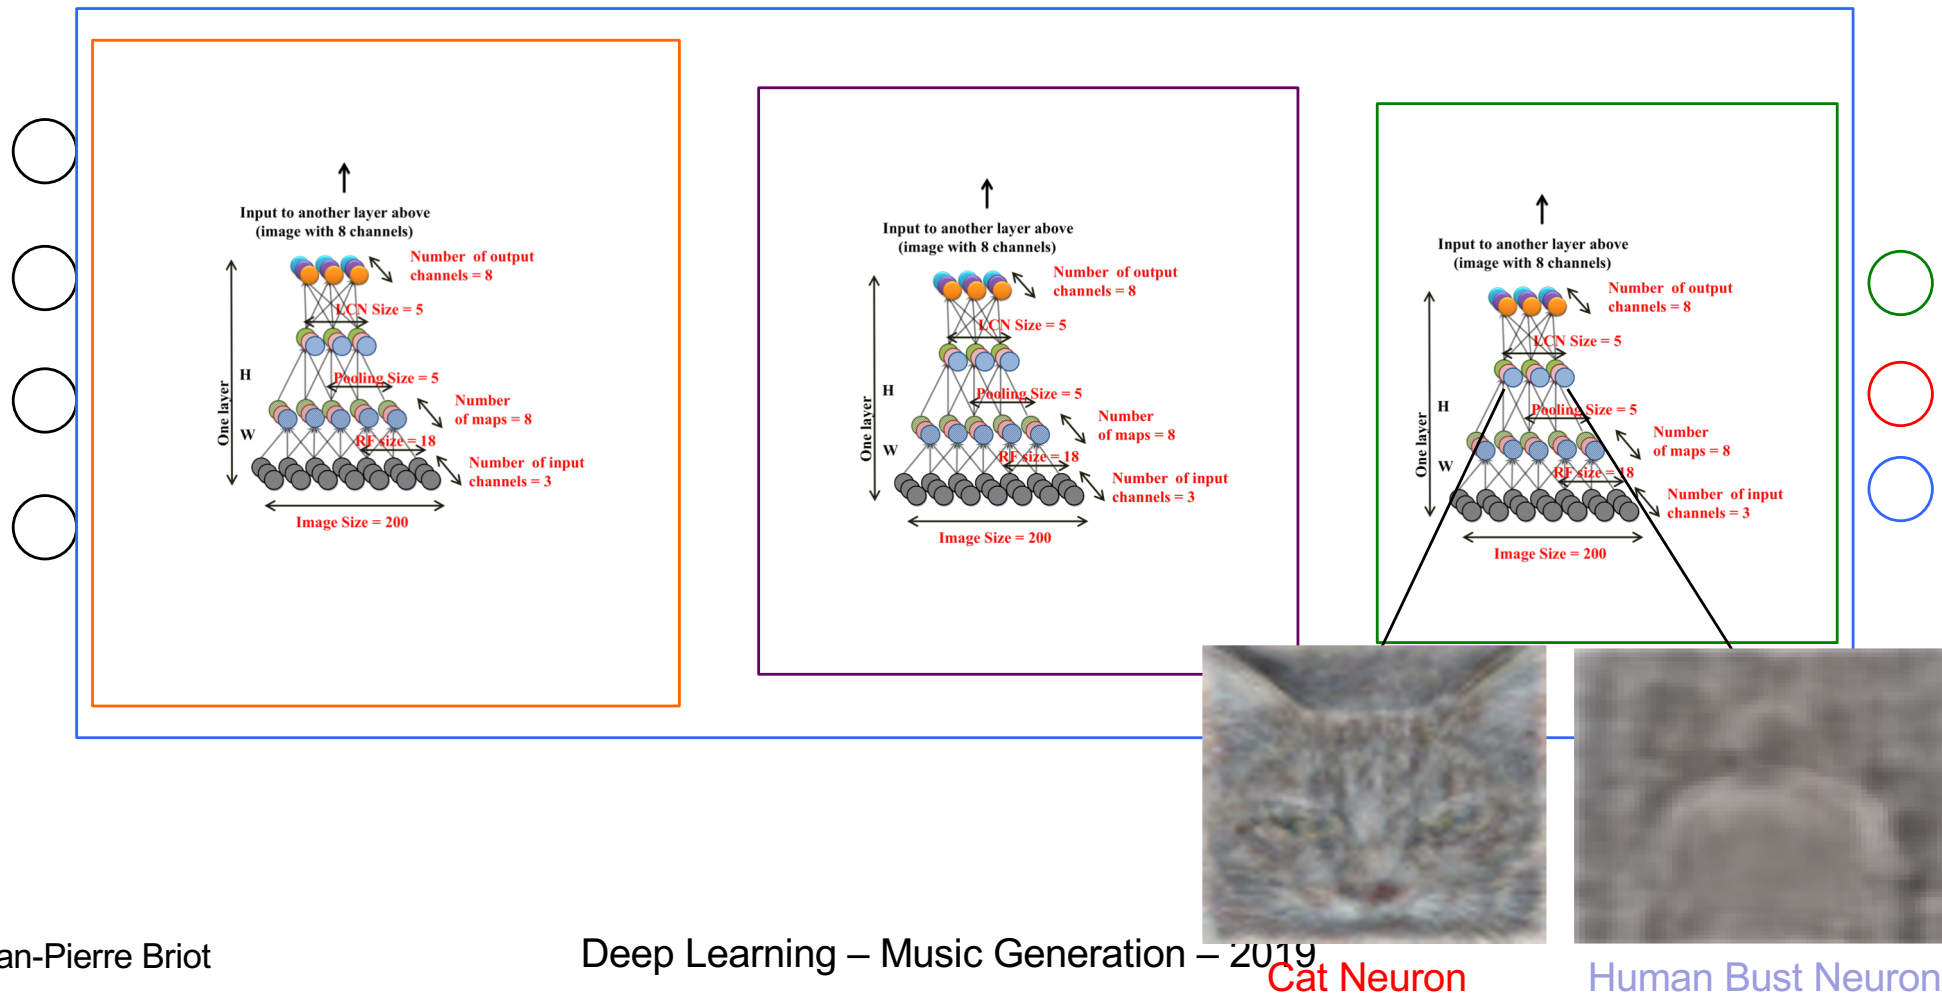 Input to another layer above
(image with 8 channels)
Number of output
channels = 8
LCN Size = 5
H
Pooling Size = 5
One layer
Number
of maps = 8
W
RF size = 18
Number of input
channels = 3
Image Size = 200
Input to another layer above
(image with 8 channels)
Number of output
channels = 8
LCN Size = 5
H
Pooling Size = 5
One layer
Number
of maps = 8
W
RF size = 18
Number of input
channels = 3
Image Size = 200
Input to another layer above
(image with 8 channels)
Number of output
channels = 8
LCN Size = 5
H
Pooling Size = 5
One layer
Number
of maps = 8
W
RF size = 18
Number of input
channels = 3
Image Size = 200
an-Pierre Briot
Deep Learning – Music Generation – 2019
Cat Neuron
Human Bust Neuron